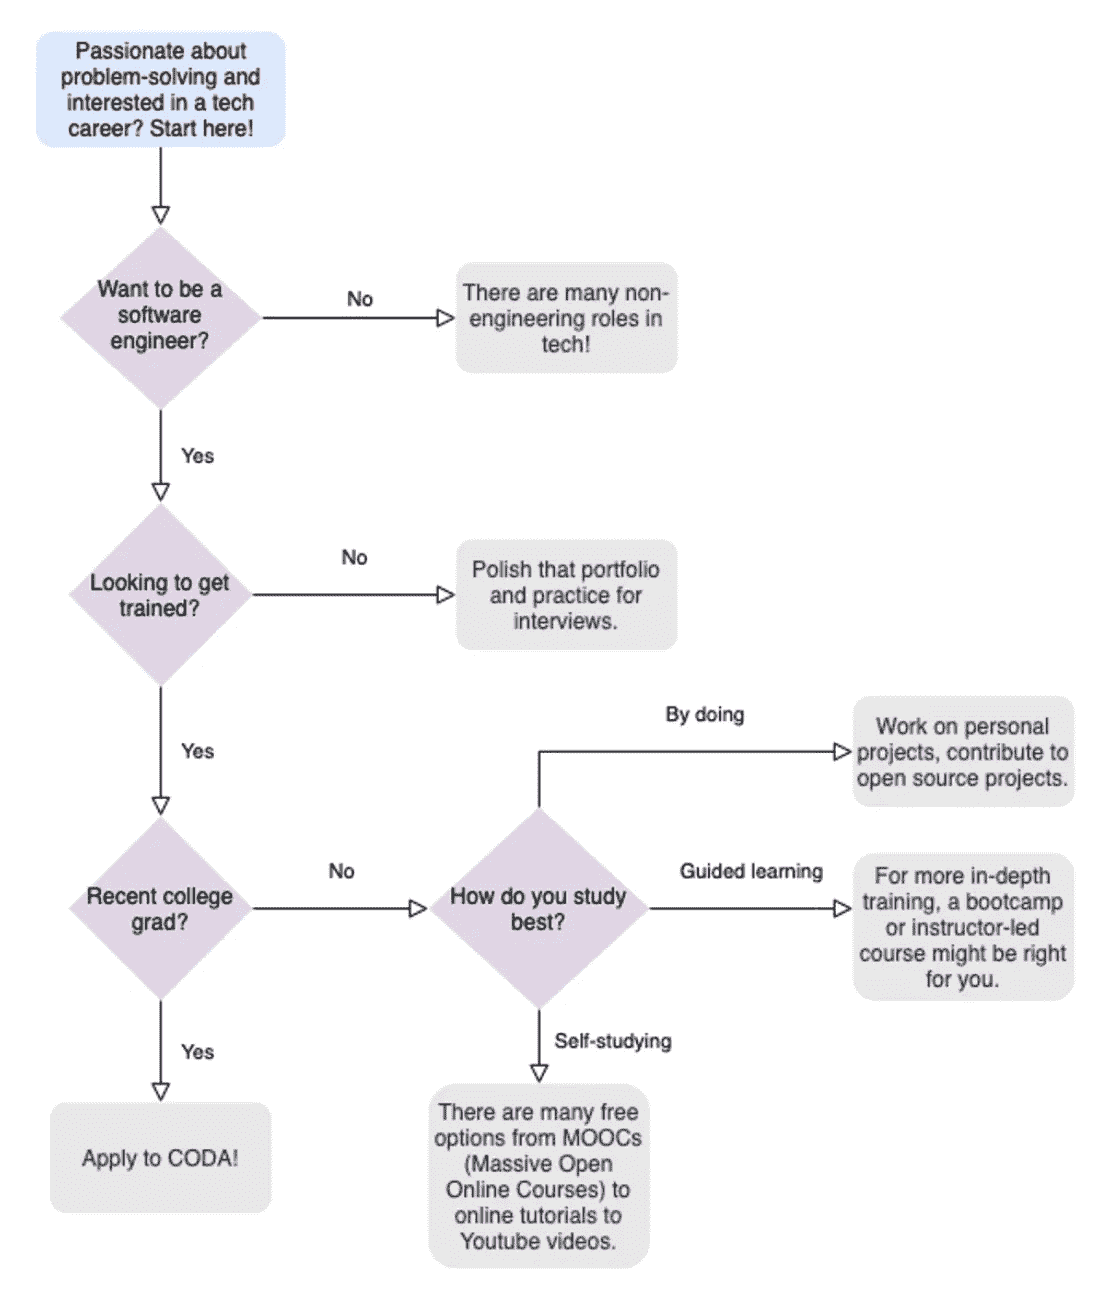 Passionate about
problem-solving and
interested in a tech
career? Start here!
Want to be a
software
engineer?
No
There are many non-
engineering roles in
tech!
Yes
Looking to get
trained?
No
Polish that portfolio
and practice for
interviews.
Yes
Recent college
grad?
No
How do you study
best?
By doing
Work on personal
projects, contribute to
open source projects.
Guided learning
For more in-depth
training, a bootcamp
or instructor-led
course might be right
for you.
Yes
Apply to CODA!
Self-studying
There are many free
options from MOOCs
(Massive Open
Online Courses) to
online tutorials to
Youtube videos.